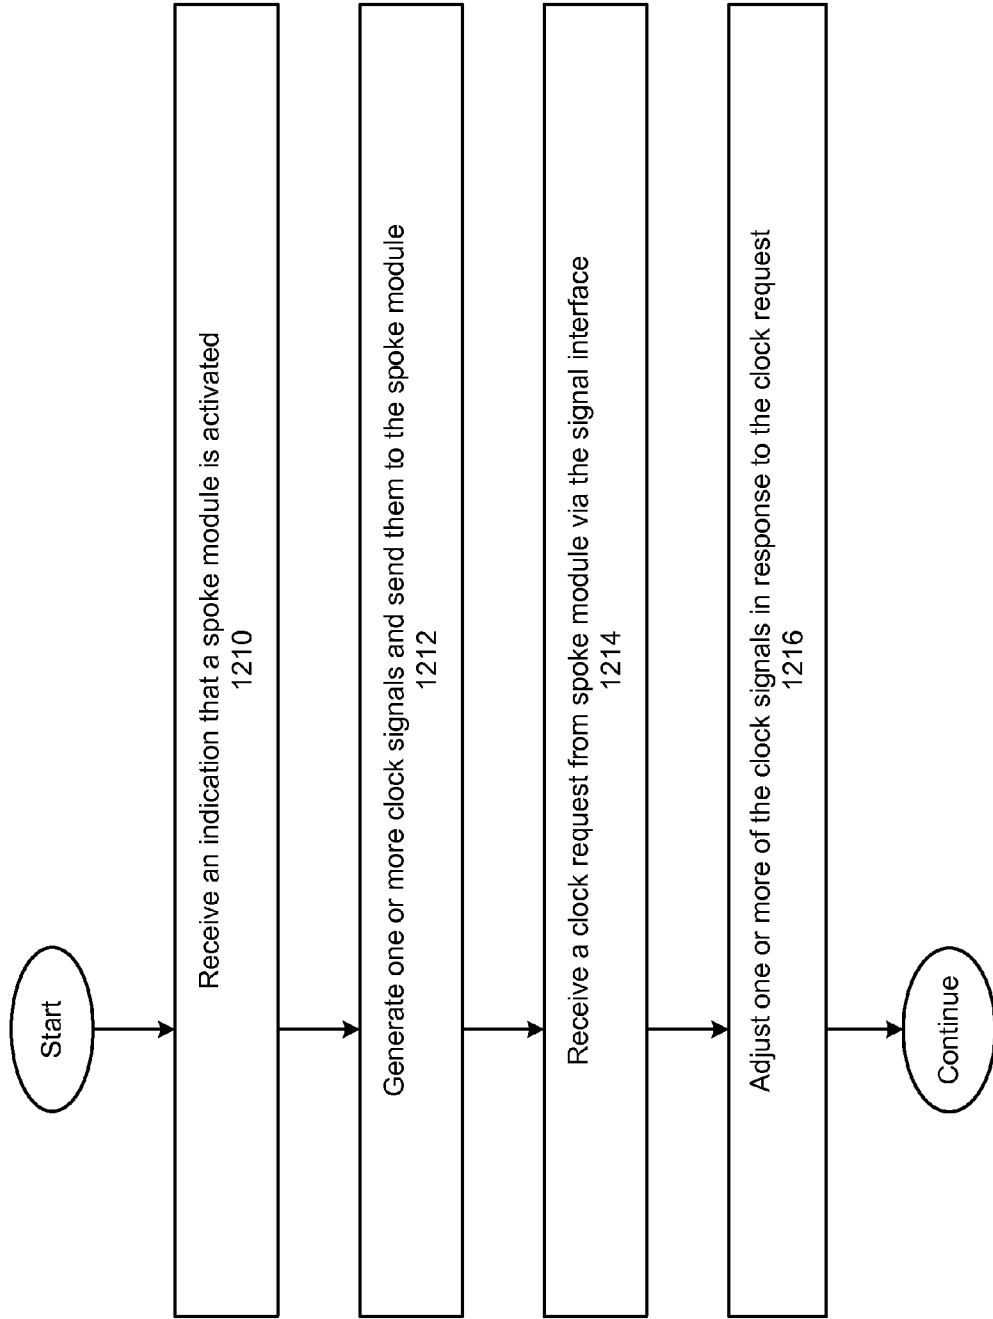 Start
Receive an indication that a spoke module is activated
1210
Generate one or more clock signals and send them to the spoke module
1212
Receive a clock request from spoke module via the signal interface
1214
Adjust one or more of the clock signals in response to the clock request
1216
Continue